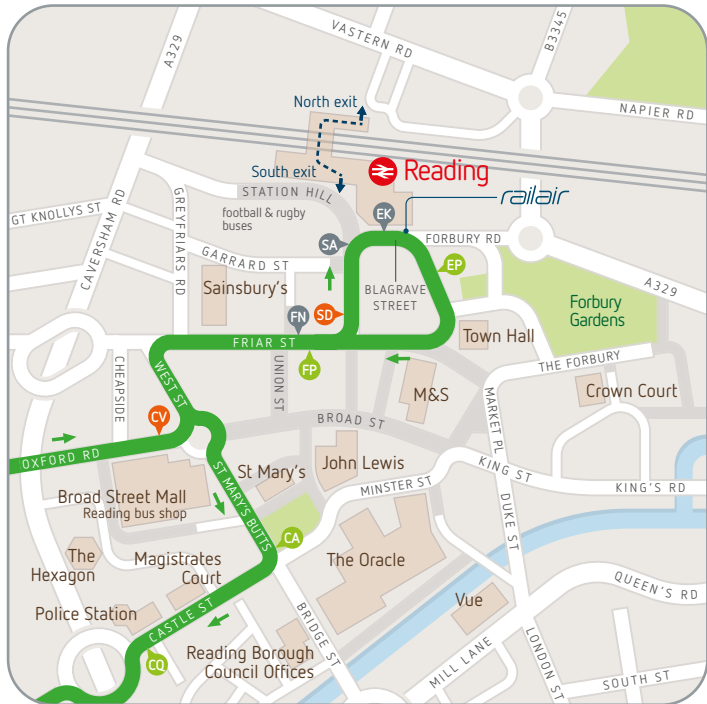 VASTERN RD
B3345
A329
NAPIER RD
North exit
South exit
Reading
STATION HILL
railair
GT KNOLLYS ST
GREYFRIARS RD
football & rugby
buses
EK
SA
FORBURY RD
CAVERSHAM RD
GARRARD ST
EP
Sainsbury's
BLAGRAVE
STREET
A329
Forbury
Gardens
FN
SD
FRIAR ST
Town Hall
FP
THE FORBURY
CHEAPSIDE
WEST ST
UNION ST
M&S
MARKET PL
Crown Court
CV
BROAD ST
OXFORD RD
ST MARY'S BUTTS
St Mary's
John Lewis
KING ST
Broad Street Mall
Reading bus shop
MINSTER ST
KING'S RD
DUKE ST
CA
The
Hexagon
Magistrates
Court
The Oracle
QUEEN'S RD
Police Station
CASTLE ST
Vue
BRIDGE ST
CQ
Reading Borough
Council Offices
MILL LANE
LONDON ST
SOUTH ST